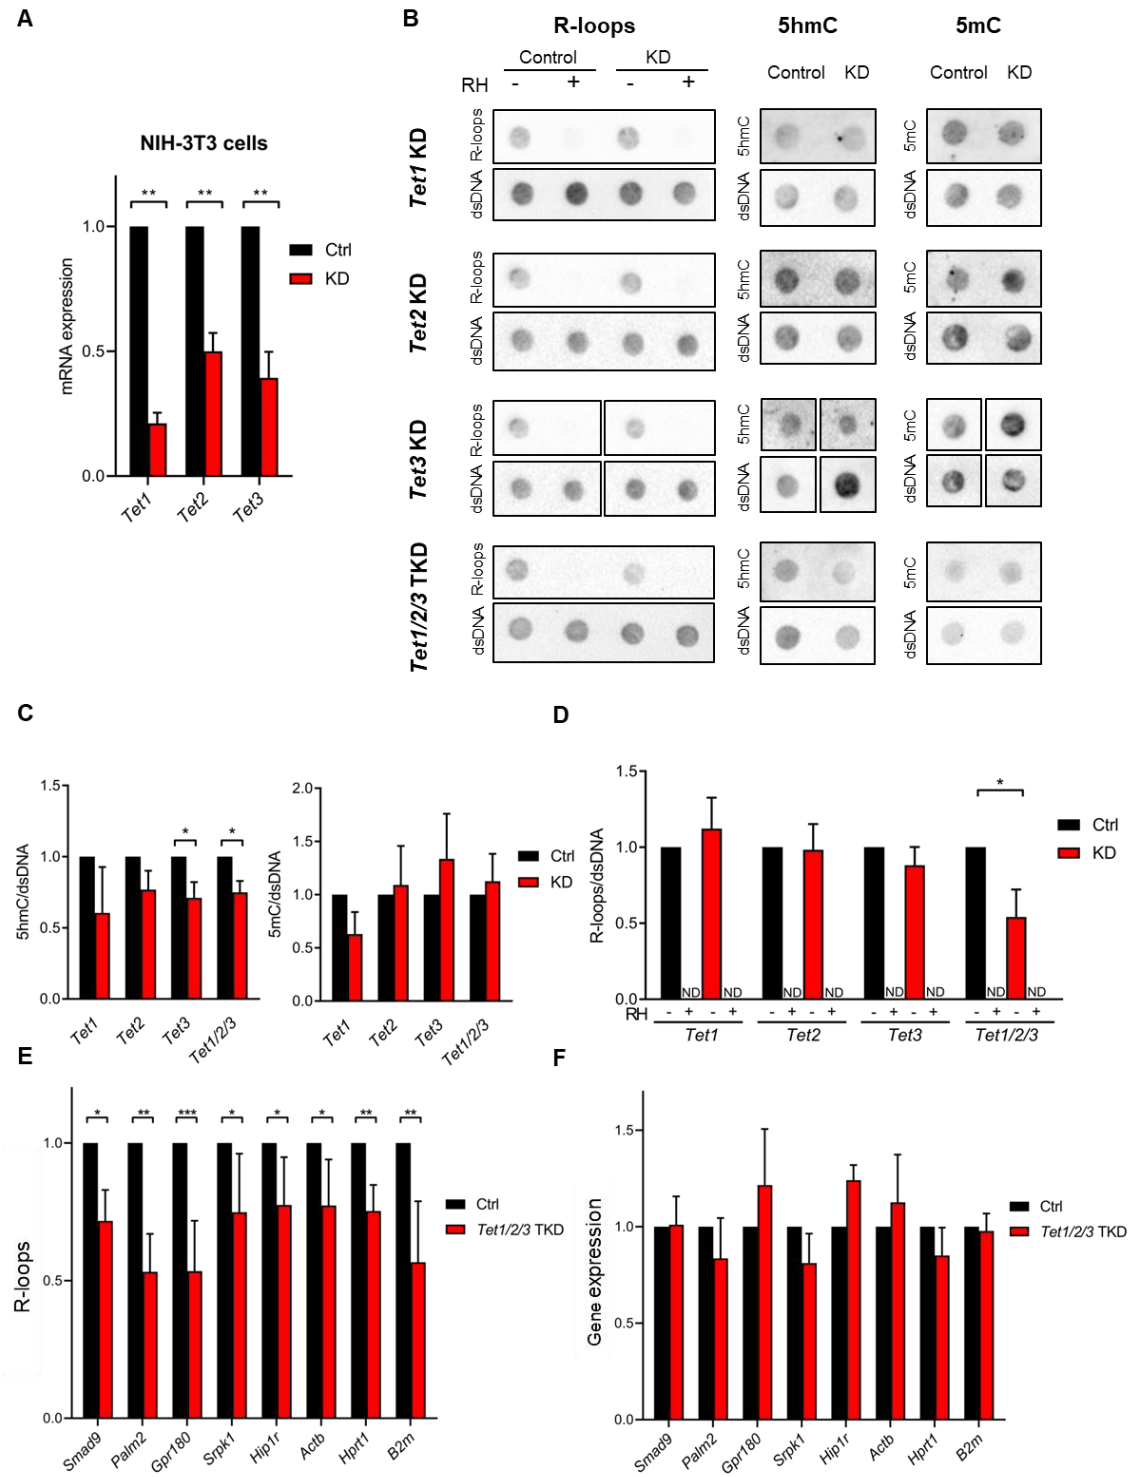 A
NIH-3T3 cells
** ** **
1.0
0.5
0.0
mRNA expression
Ctrl
KD
Tet1 Tet2 Tet3
B
R-loops 5hmC 5mC
Control KD Control KD Control KD
RH - + - +
Tet1 KD
R-loops 5hmC 5mC
dsDNA dsDNA dsDNA
Tet2 KD
R-loops 5hmC 5mC
dsDNA dsDNA dsDNA
Tet3 KD
R-loops 5hmC 5mC
dsDNA dsDNA dsDNA
Tet1/2/3 TKD
R-loops 5hmC 5mC
dsDNA dsDNA dsDNA
C
1.5
1.0
0.5
0.0
5hmC/dsDNA
* *
Tet1 Tet2 Tet3 Tet1/2/3
2.0
1.5
1.0
0.5
0.0
5mC/dsDNA
Ctrl
KD
Tet1 Tet2 Tet3 Tet1/2/3
D
1.5
1.0
0.5
0.0
R-loops/dsDNA
*
Ctrl
KD
ND ND ND ND ND ND ND ND
RH - + - + - + - + - + - + - + - +
Tet1 Tet2 Tet3 Tet1/2/3
E
* ** *** * * * ** **
1.0
0.5
0.0
R-loops
Ctrl
Tet1/2/3 TKD
Smad9 Palm2 Gpr180 Srpk1 Hip1r Actb Hprt1 B2m
F
1.5
1.0
0.5
0.0
Gene expression
Ctrl
Tet1/2/3 TKD
Smad9 Palm2 Gpr180 Srpk1 Hip1r Actb Hprt1 B2m